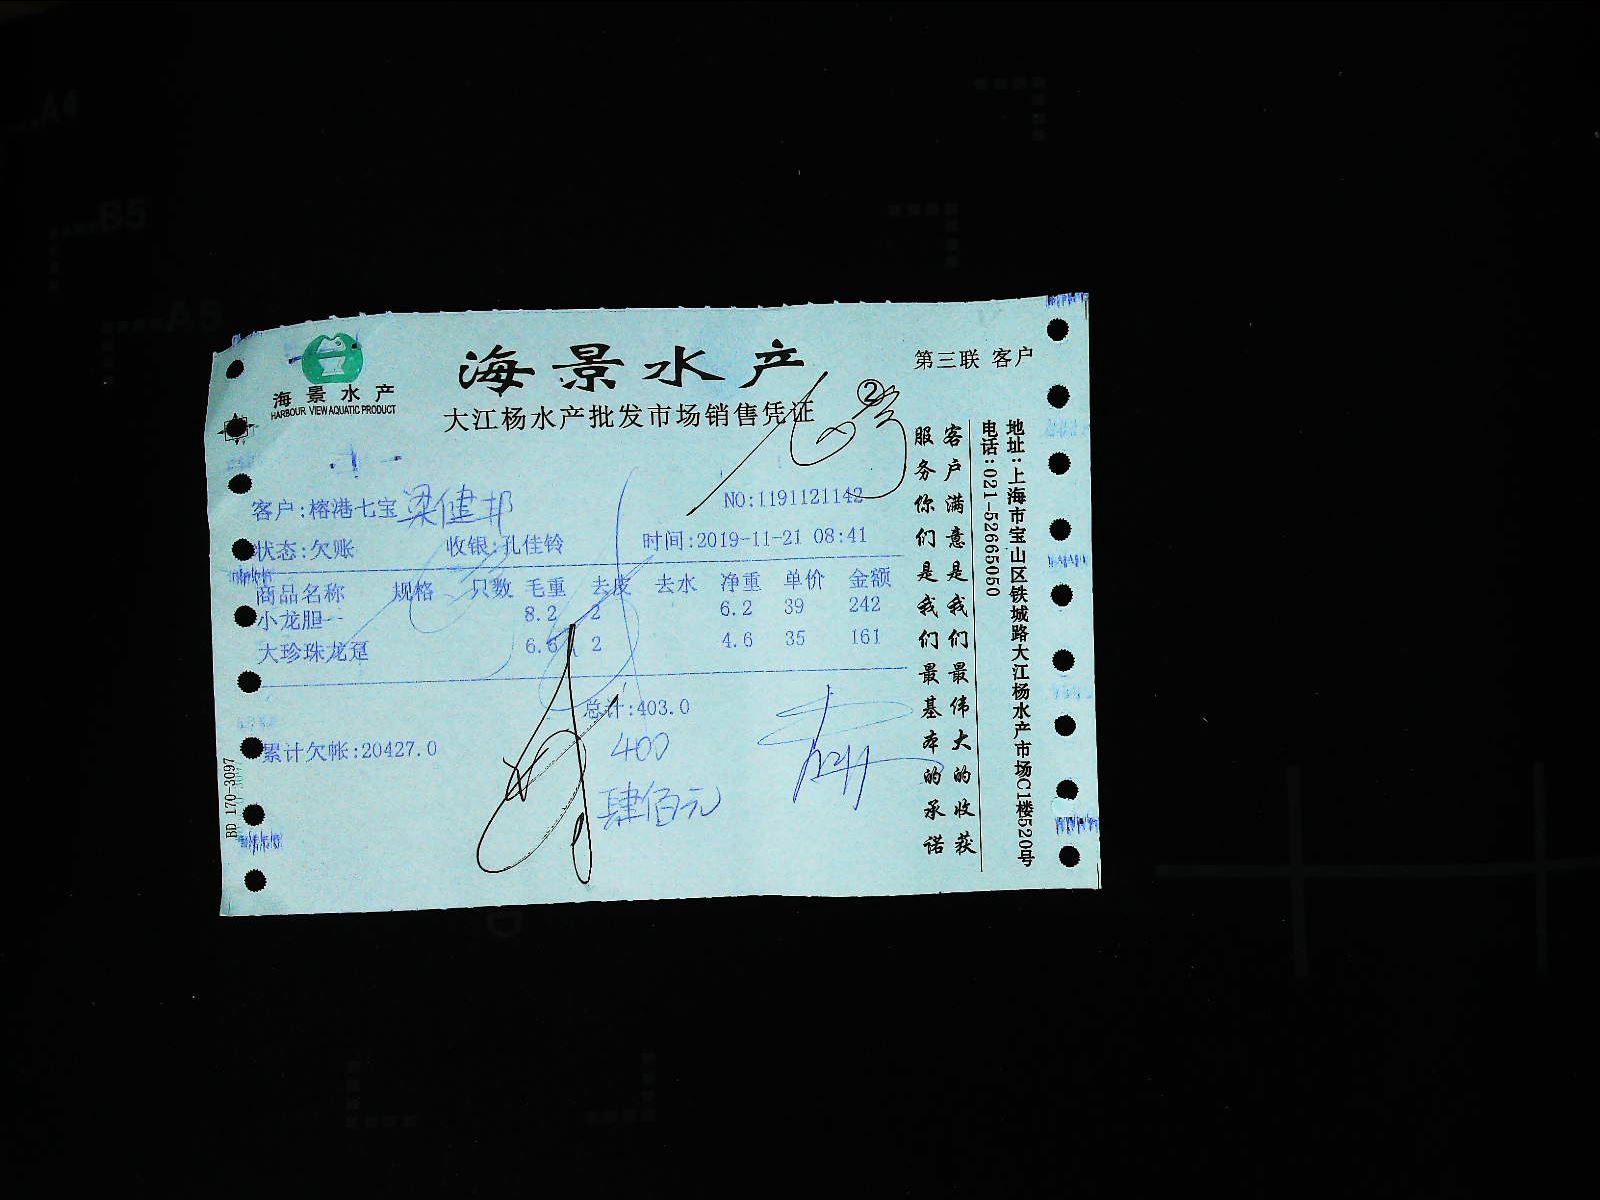 海景水产
HARBOUR VIEW AQUATIC PRODUCT
海景水产
大江杨水产批发市场销售凭证
第三联 客户
②
客户:榕港七宝 梁健邦
NO:1191121142
状态:欠账 收银:孔佳铃 时间:2019-11-21 08:41
商品名称 规格 只数 毛重 去皮 去水 净重 单价 金额
小龙胆一 8.2 2 6.2 39 242
大珍珠龙趸 6.6 2 4.6 35 161
总计:403.0
400
累计欠帐:20427.0
肆佰元
BD 170-3097
客户满意是我们最伟大的收获
服务你们是我们最基本的承诺
地址:上海市宝山区铁城路大江杨水产市场C1楼520号
电话:021-52665050
A4
B5
A5